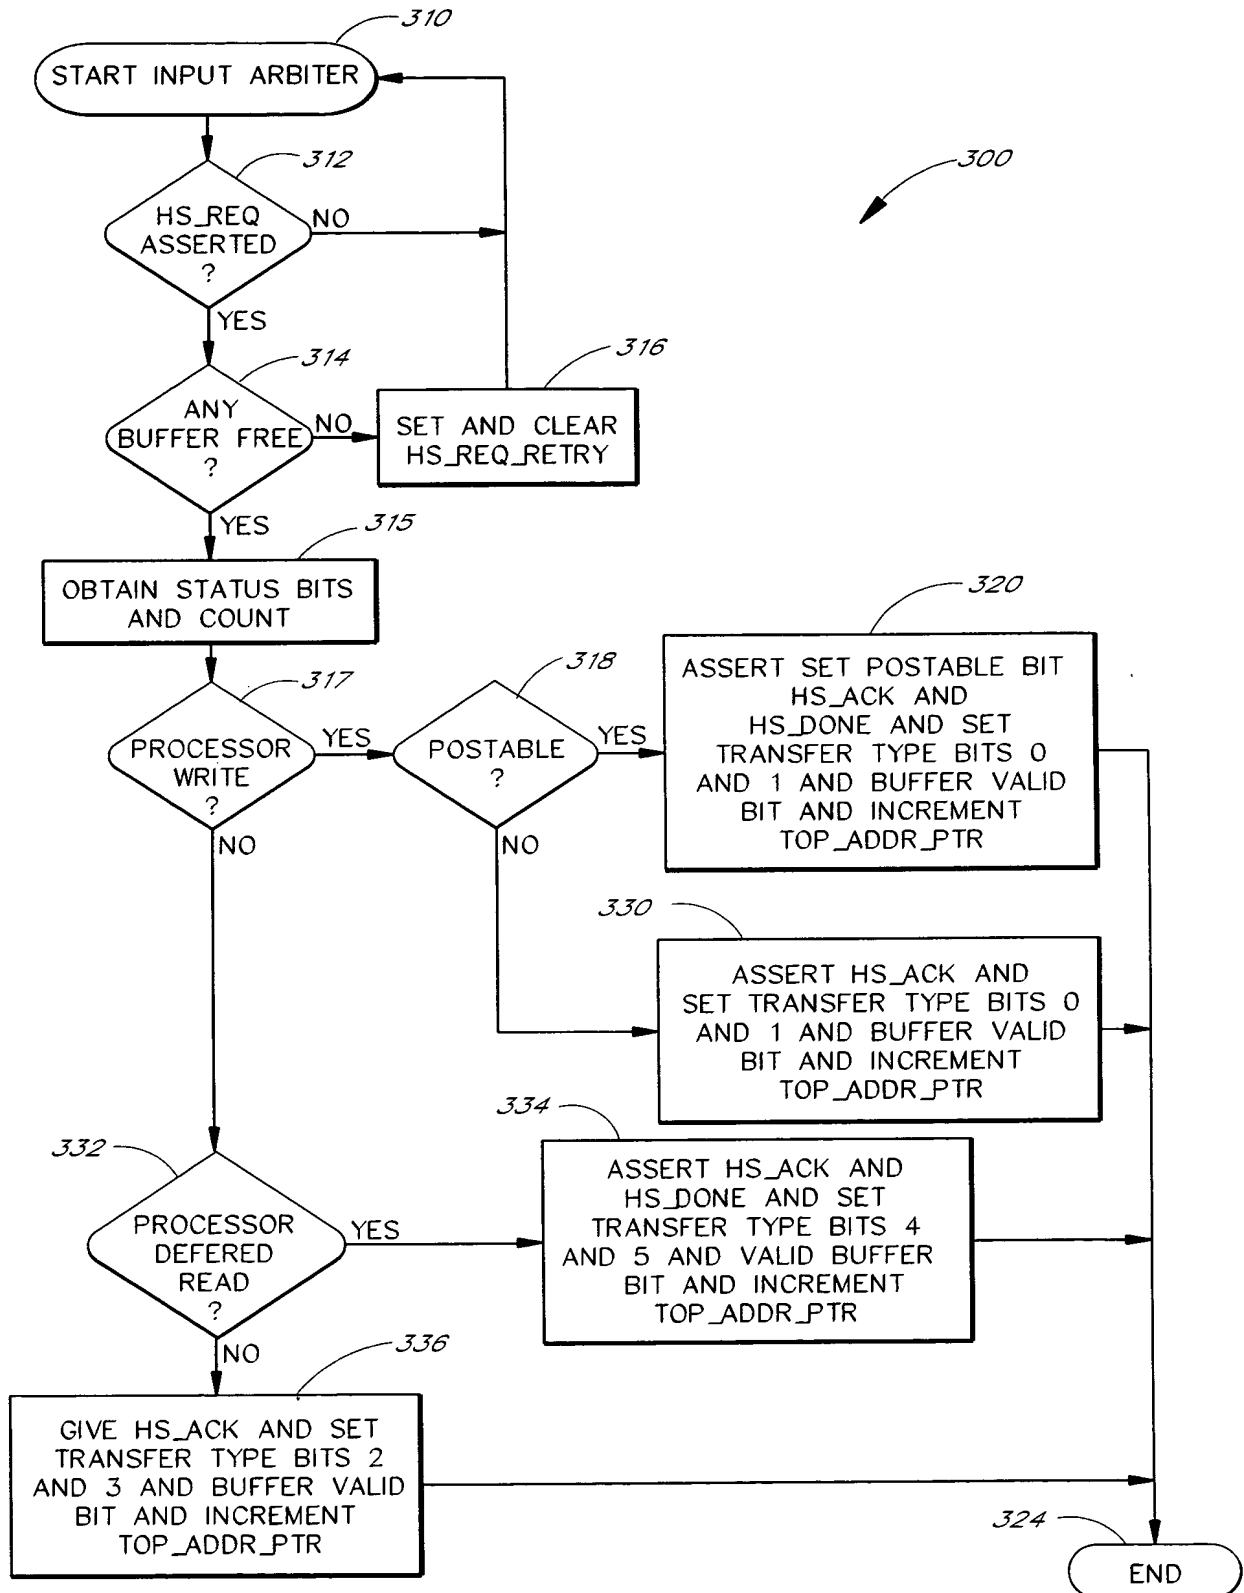 310
START INPUT ARBITER
312
300
HS_REQ
ASSERTED
?
NO
YES
314
316
ANY
BUFFER FREE
?
NO
SET AND CLEAR
HS_REQ_RETRY
YES
315
OBTAIN STATUS BITS
AND COUNT
317
PROCESSOR
WRITE
?
YES
318
POSTABLE
?
YES
320
ASSERT SET POSTABLE BIT
HS_ACK AND
HS_DONE AND SET
TRANSFER TYPE BITS 0
AND 1 AND BUFFER VALID
BIT AND INCREMENT
TOP_ADDR_PTR
NO
NO
330
ASSERT HS_ACK AND
SET TRANSFER TYPE BITS 0
AND 1 AND BUFFER VALID
BIT AND INCREMENT
TOP_ADDR_PTR
332
PROCESSOR
DEFERED
READ
?
YES
334
ASSERT HS_ACK AND
HS_DONE AND SET
TRANSFER TYPE BITS 4
AND 5 AND VALID BUFFER
BIT AND INCREMENT
TOP_ADDR_PTR
NO
336
GIVE HS_ACK AND SET
TRANSFER TYPE BITS 2
AND 3 AND BUFFER VALID
BIT AND INCREMENT
TOP_ADDR_PTR
324
END